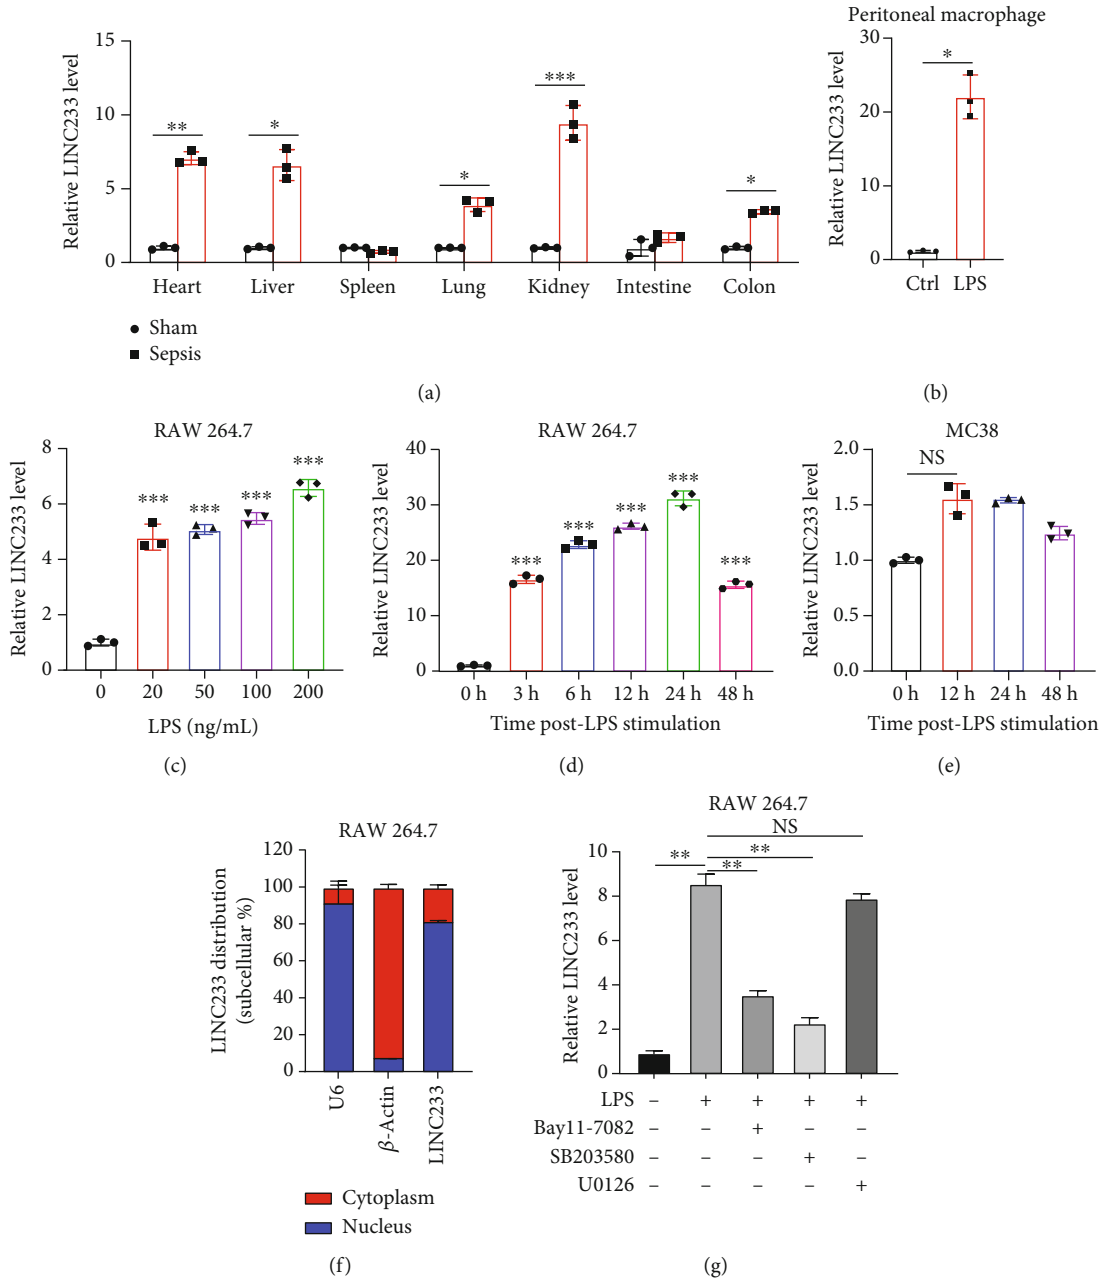 Relative LINC233 level
15
10
5
0
**
*
*
***
*
Heart Liver Spleen Lung Kidney Intestine Colon
Sham
Sepsis
(a)
Peritoneal macrophage
Relative LINC233 level
30
20
10
0
*
Ctrl LPS
(b)
RAW 264.7
Relative LINC233 level
8
6
4
2
0
*** *** *** ***
0 20 50 100 200
LPS (ng/mL)
(c)
RAW 264.7
Relative LINC233 level
40
30
20
10
0
*** *** *** *** ***
0 h 3 h 6 h 12 h 24 h 48 h
Time post-LPS stimulation
(d)
MC38
Relative LINC233 level
2.0
1.5
1.0
0.5
0.0
NS
0 h 12 h 24 h 48 h
Time post-LPS stimulation
(e)
RAW 264.7
LINC233 distribution
(subcellular %)
120
100
80
60
40
20
0
U6
β-Actin
LINC233
Cytoplasm
Nucleus
(f)
RAW 264.7
Relative LINC233 level
10
8
6
4
2
0
NS
**
**
**
LPS – + + + +
Bay11-7082 – – + – –
SB203580 – – – + –
U0126 – – – – +
(g)